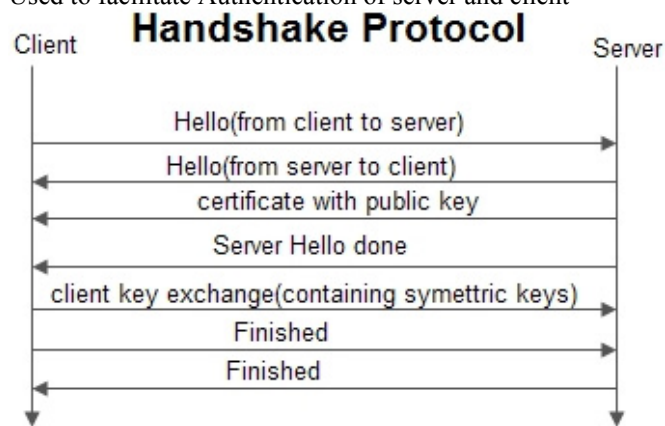 Used to facilitate Authentication of server and client
Handshake Protocol
Client
Server
Hello(from client to server)
Hello(from server to client)
certificate with public key
Server Hello done
client key exchange(containing symettric keys)
Finished
Finished